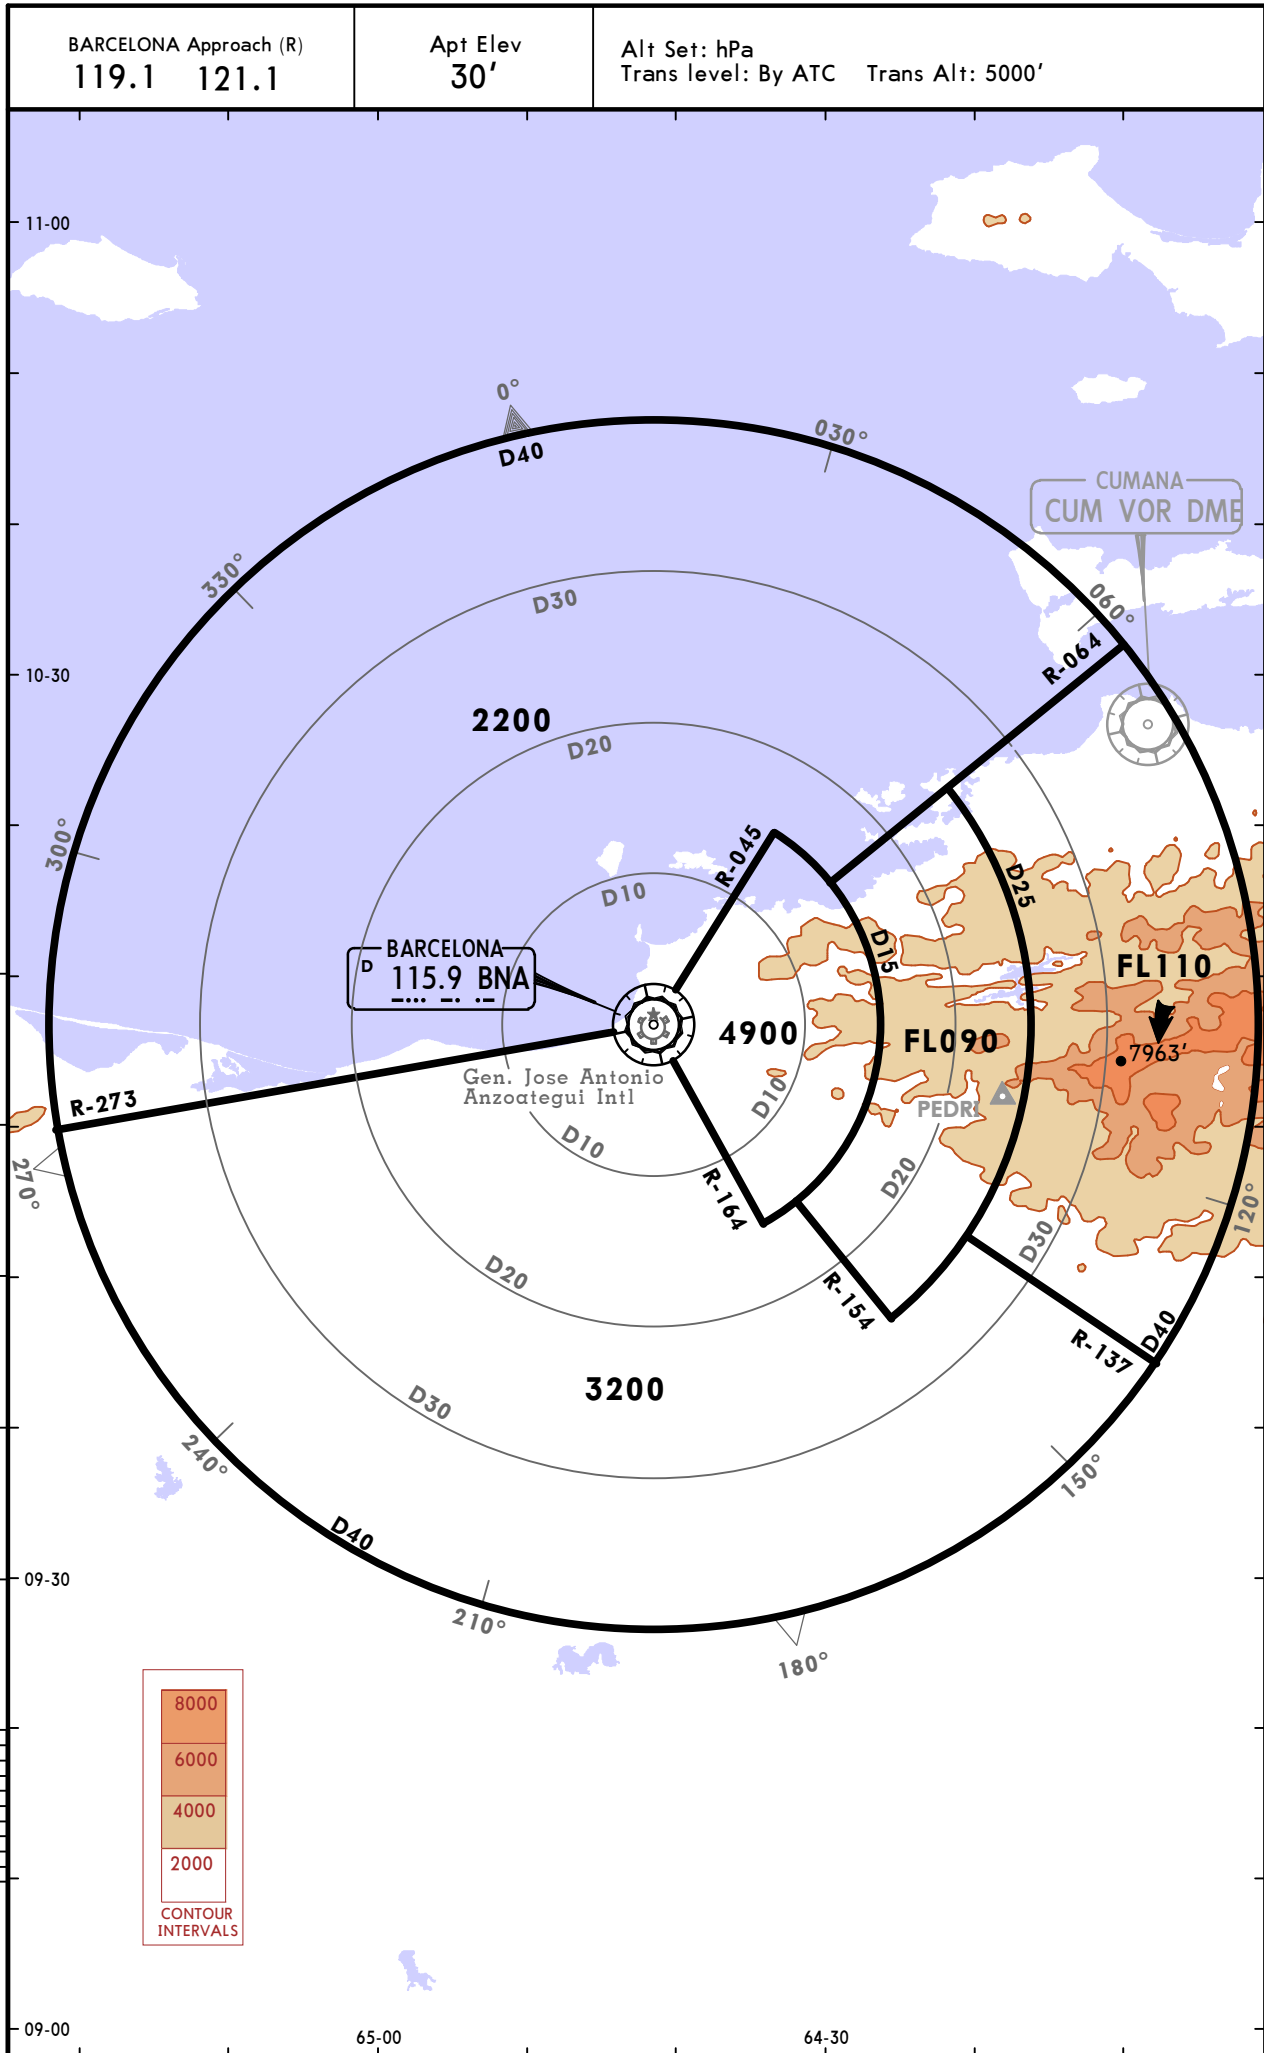 BARCELONA Approach (R)
119.1 121.1
Apt Elev
30'
Alt Set: hPa
Trans level: By ATC Trans Alt: 5000'
11-00
0°
D40
030°
CUMANA
CUM VOR DME
330°
D30
060°
R-064
10-30
2200
D20
300°
R-045
D10
D25
D15
BARCELONA
D 115.9 BNA
FL110
4900
FL090
7963'
Gen. Jose Antonio
Anzoategui Intl
R-273
D10
PEDRI
D10
270°
R-164
D20
120°
D30
D20
R-154
D40
R-137
3200
D30
240°
150°
D40
09-30
210°
180°
8000
6000
4000
2000
CONTOUR
INTERVALS
09-00
65-00
64-30